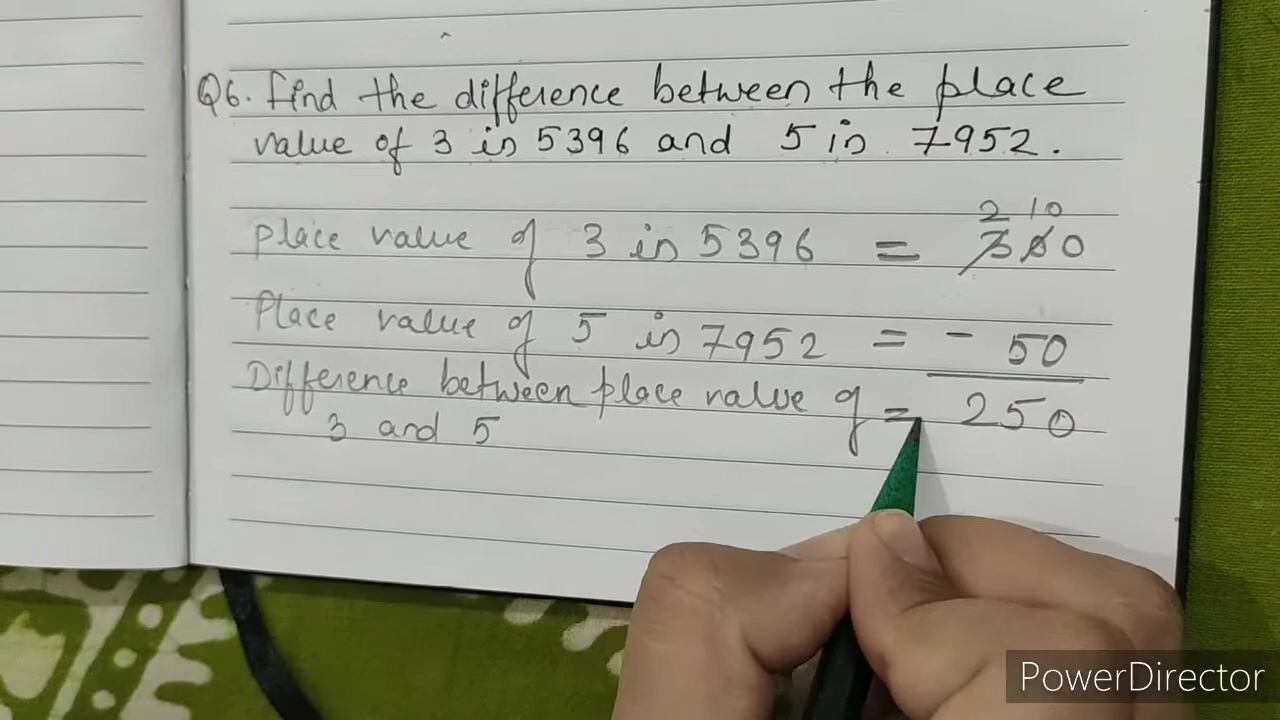 Q6. Find the difference between the place
value of 3 in 5396 and 5 in 7952.
2 10
Place value of 3 in 5396 = 300
Place value of 5 in 7952 = - 50
Difference between place value of = 250
3 and 5
PowerDirector